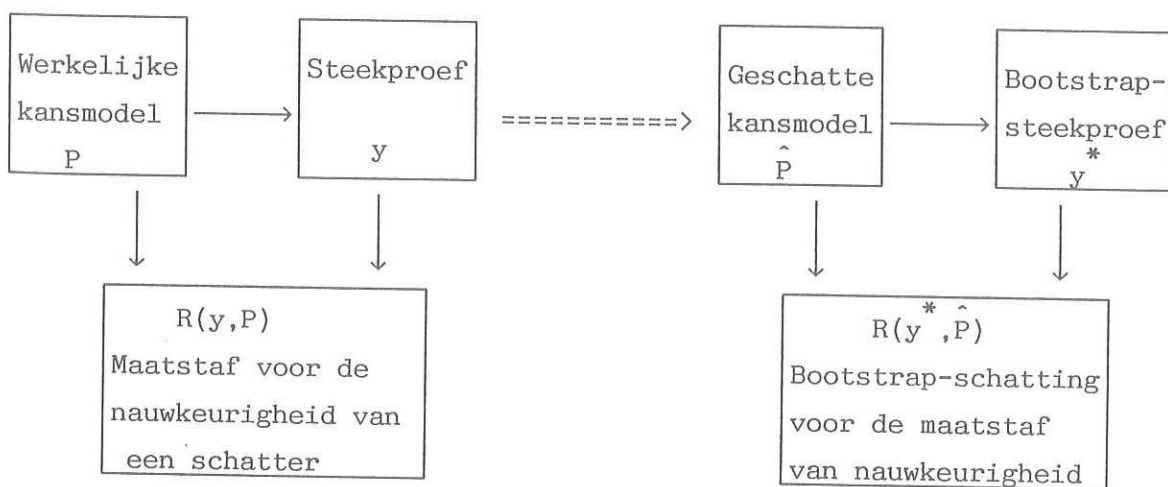 Werkelijke
kansmodel
P
Steekproef
y
===========>
Geschatte
kansmodel
^
P
Bootstrap-
steekproef
*
y
R(y,P)
Maatstaf voor de
nauwkeurigheid van
een schatter
R(y*,P̂)
Bootstrap-schatting
voor de maatstaf
van nauwkeurigheid